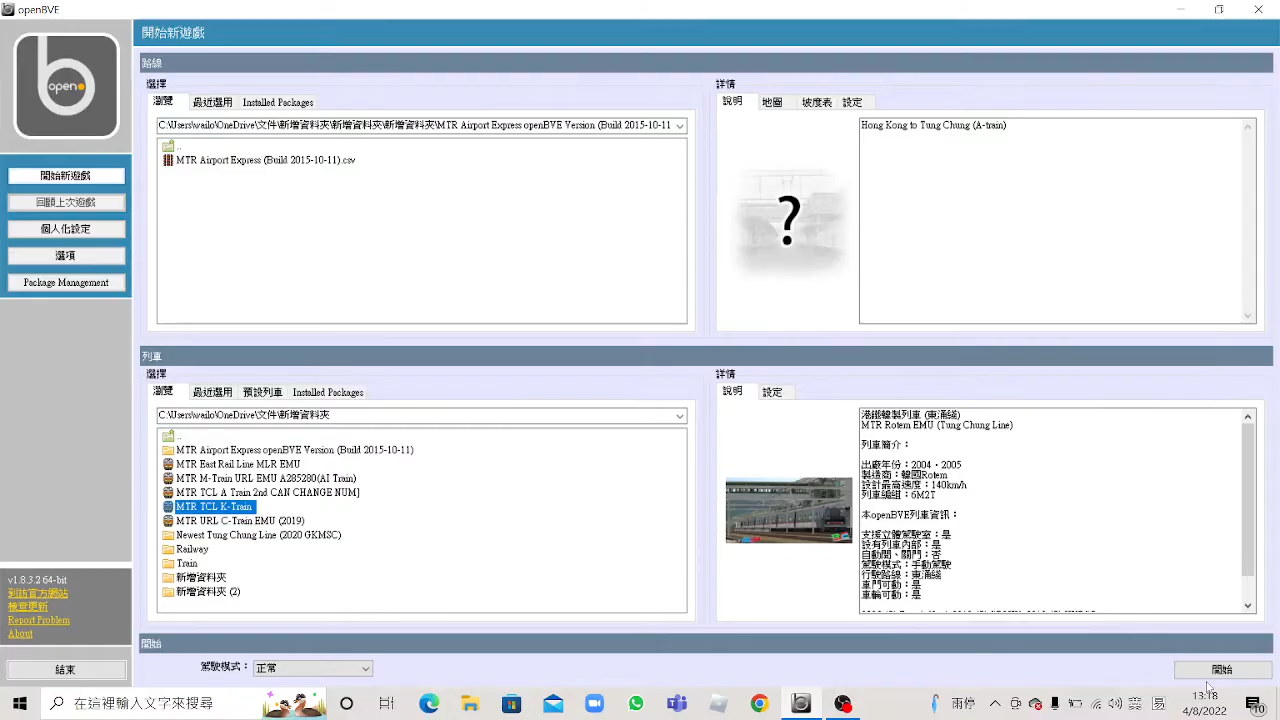 openBVE
開始新遊戲
open
開始新遊戲
回顧上次遊戲
個人化設定
選項
Package Management
路線
選擇
瀏覽 最近選用 Installed Packages
C:\Users\wailo\OneDrive\文件\新增資料夾\新增資料夾\新增資料夾\MTR Airport Express openBVE Version (Build 2015-10-11
..
MTR Airport Express (Build 2015-10-11).csv
詳情
說明 地圖 坡度表 設定
?
Hong Kong to Tung Chung (A-train)
列車
選擇
瀏覽 最近選用 預設列車 Installed Packages
C:\Users\wailo\OneDrive\文件\新增資料夾
..
MTR Airport Express openBVE Version (Build 2015-10-11)
MTR East Rail Line MLR EMU
MTR M-Train URL EMU A285280(AI Train)
MTR TCL A Train 2nd CAN CHANGE NUM]
MTR TCL K-Train
MTR URL C-Train EMU (2019)
Newest Tung Chung Line (2020 GKMSC)
Railway
Train
新增資料夾
新增資料夾 (2)
詳情
說明 設定
港鐵韓製列車 (東涌綫)
MTR Rotem EMU (Tung Chung Line)
列車簡介：
出廠年份：2004、2005
製造商：韓國Rotem
設計最高速度：140km/h
列車編組：6M2T
本openBVE列車資訊：
支援立體駕駛室：是
設有列車內部：是
自動開、關門：否
駕駛模式：手動駕駛
行駛路線：東涌綫
車門可動：是
車輪可動：是
v1.8.3.2 64-bit
到訪官方網站
檢查更新
Report Problem
About
結束
開始
駕駛模式： 正常
開始
在這裡輸入文字來搜尋
雨停
英
13:18
4/8/2022
10